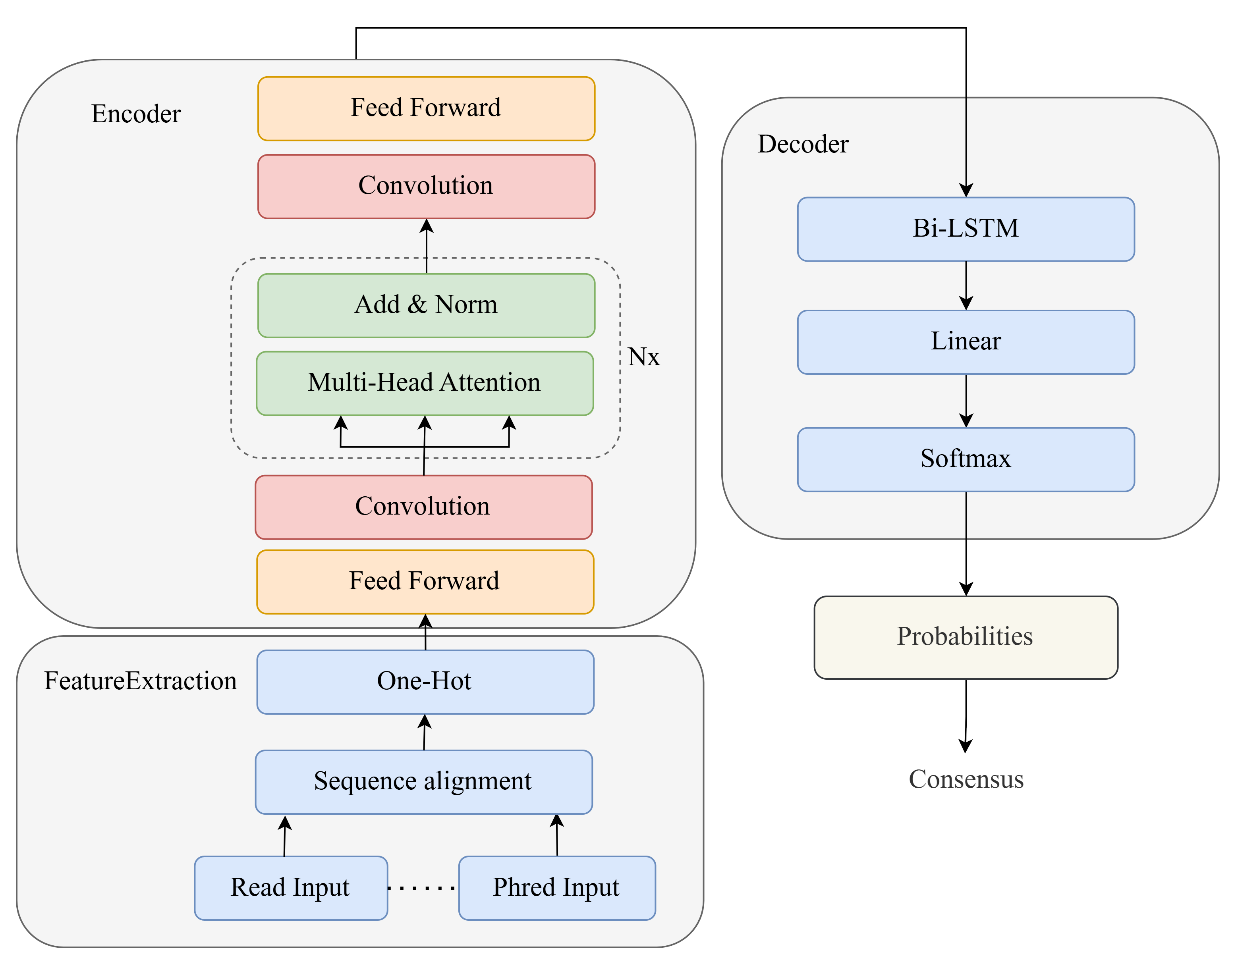 Encoder
Feed Forward
Convolution
Add & Norm
Multi-Head Attention
Nx
Convolution
Feed Forward
FeatureExtraction
One-Hot
Sequence alignment
Read Input
Phred Input
Decoder
Bi-LSTM
Linear
Softmax
Probabilities
Consensus